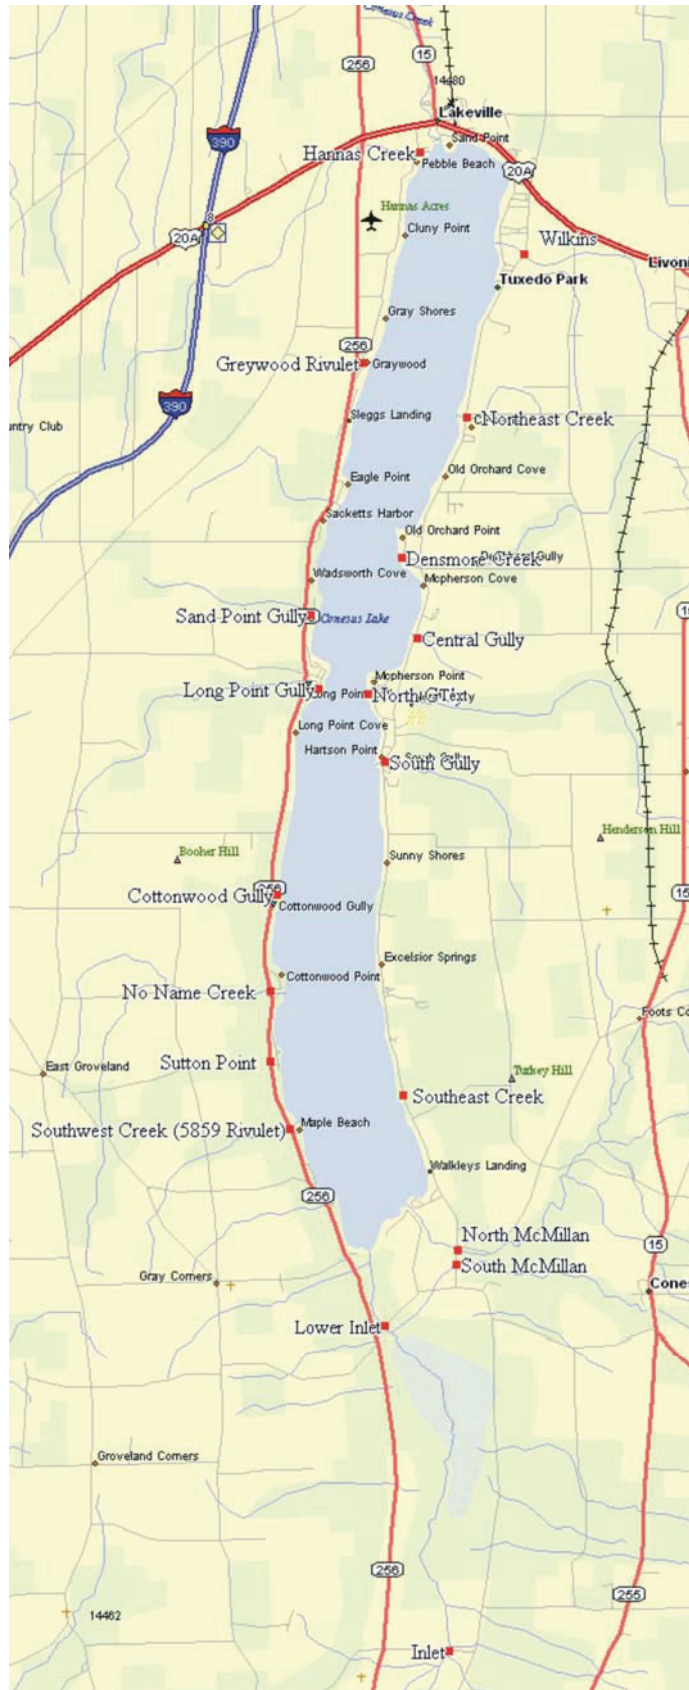 Conesus Creek
256
15
14480
Lakeville
390
Sand Point
Hannas Creek
Pebble Beach
20A
Hannas Acres
8
Cluny Point
20A
Wilkins
Livoni
Tuxedo Park
Gray Shores
256
Greywood Rivulet
Graywood
390
Sleggs Landing
Northeast Creek
untry Club
Old Orchard Cove
Eagle Point
Sacketts Harbor
Old Orchard Point
Densmore Creek
Gully
Wadsworth Cove
Mcpherson Cove
Sand Point Gully
Conesus Lake
15
Central Gully
Mcpherson Point
Long Point Gully
Long Point
North G
Long Point Cove
Hartson Point
South Gully
Henderson Hill
Booher Hill
Sunny Shores
256
Cottonwood Gully
Cottonwood Gully
15
Excelsior Springs
Cottonwood Point
No Name Creek
Foots Co
Sutton Point
East Groveland
Turkey Hill
Southeast Creek
Southwest Creek (5859 Rivulet)
Maple Beach
Walkleys Landing
256
North McMillan
15
South McMillan
Gray Corners
Cones
Lower Inlet
Groveland Corners
256
255
14462
Inlet